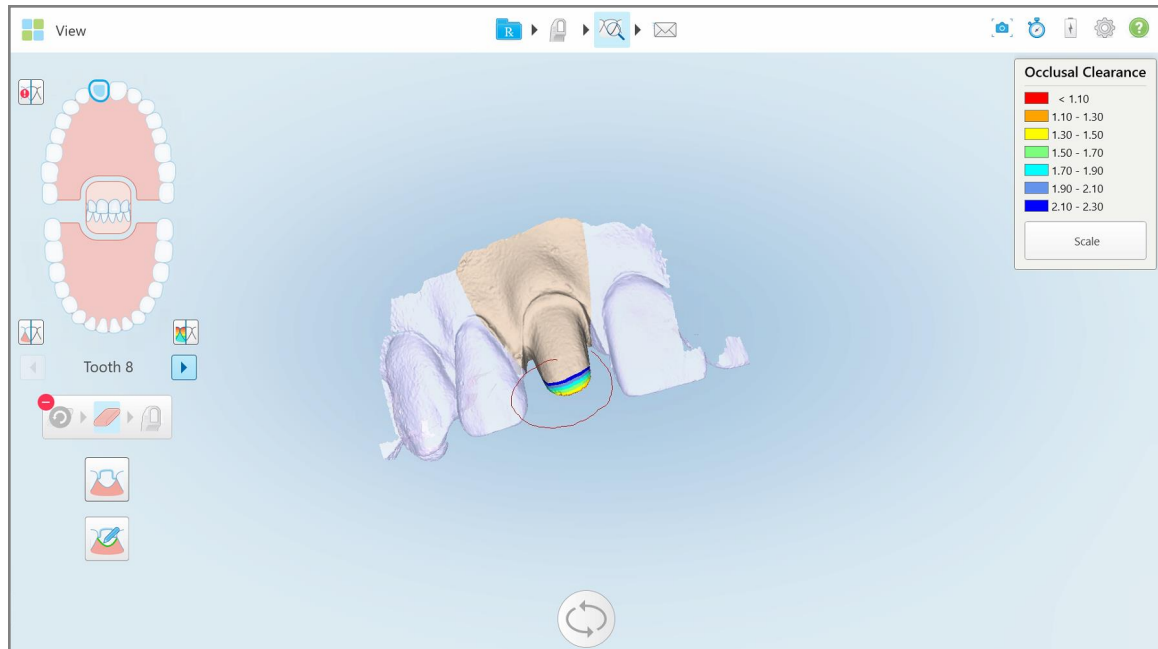 View
R
?
Occlusal Clearance
< 1.10
1.10 - 1.30
1.30 - 1.50
1.50 - 1.70
1.70 - 1.90
1.90 - 2.10
2.10 - 2.30
Scale
Tooth 8